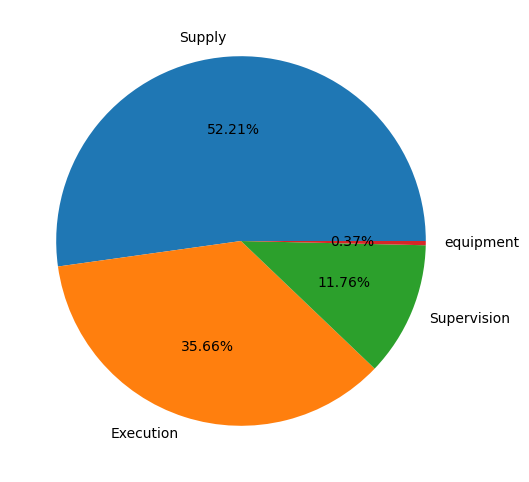 Supply
52.21%
0.37%
equipment
11.76%
Supervision
35.66%
Execution